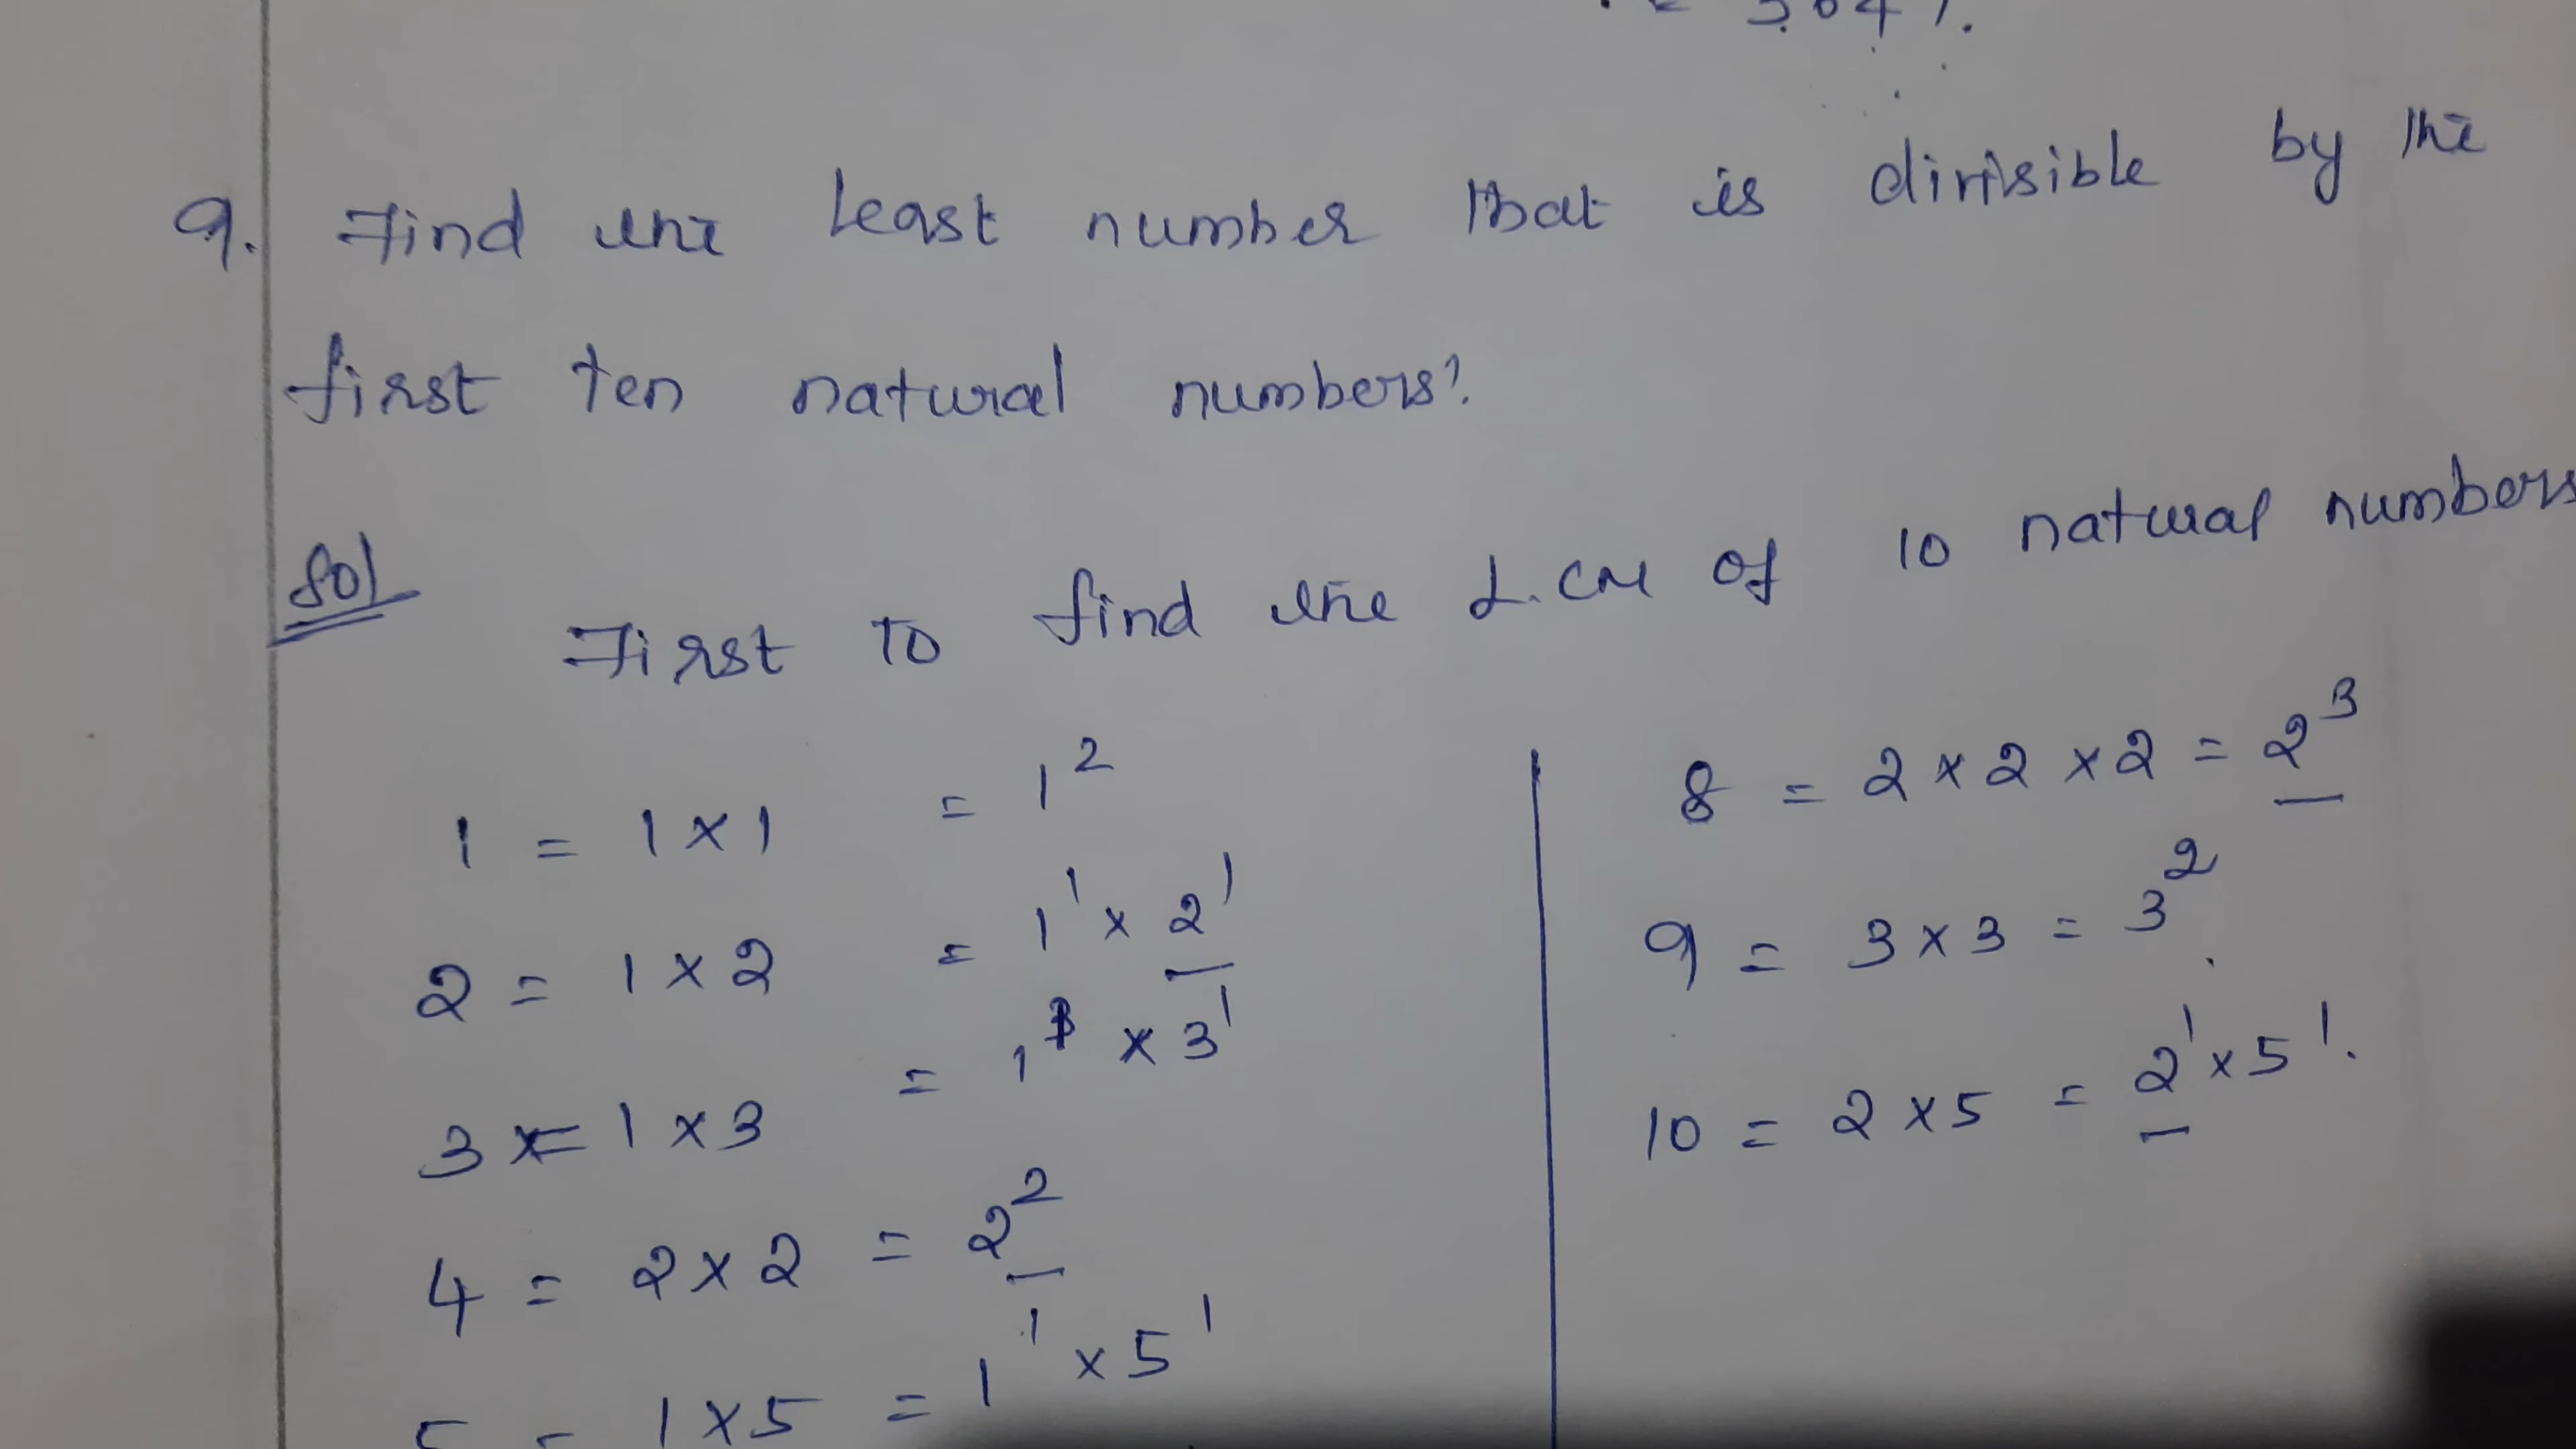 9. Find the least number that is divisible by the
first ten natural numbers?
Sol
First to find the L.CM of 10 natural numbers
1 = 1 × 1 = 1²
2 = 1 × 2 = 1¹ × 2¹
3 = 1 × 3 = 1¹ × 3¹
4 = 2 × 2 = 2²
5 = 1 × 5 = 1¹ × 5¹
8 = 2 × 2 × 2 = 2³
9 = 3 × 3 = 3²
10 = 2 × 5 = 2¹ × 5¹.